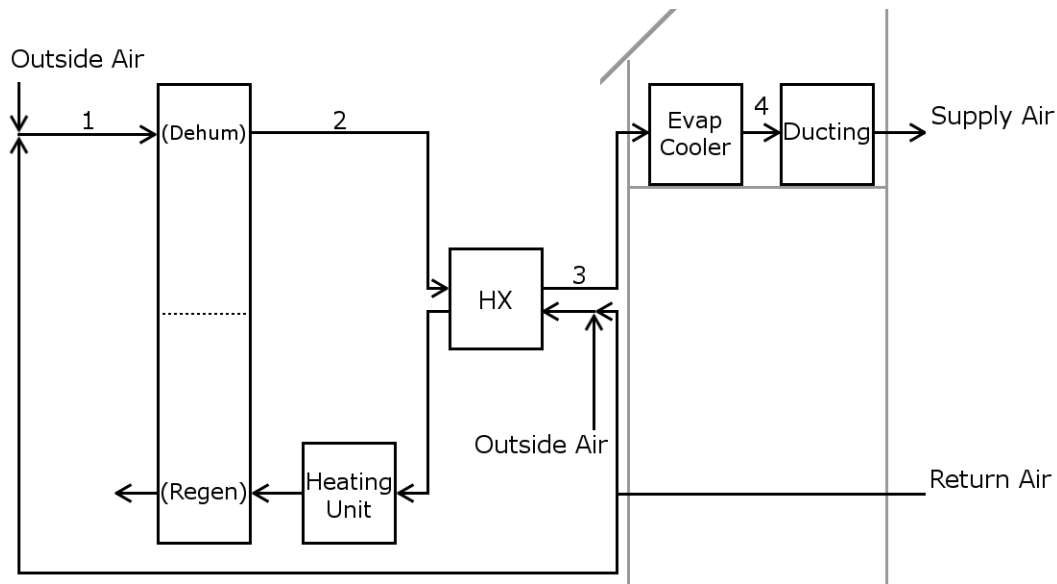 Outside Air
1
(Dehum)
2
Evap
Cooler
4
Ducting
Supply Air
HX
3
Outside Air
(Regen)
Heating
Unit
Return Air